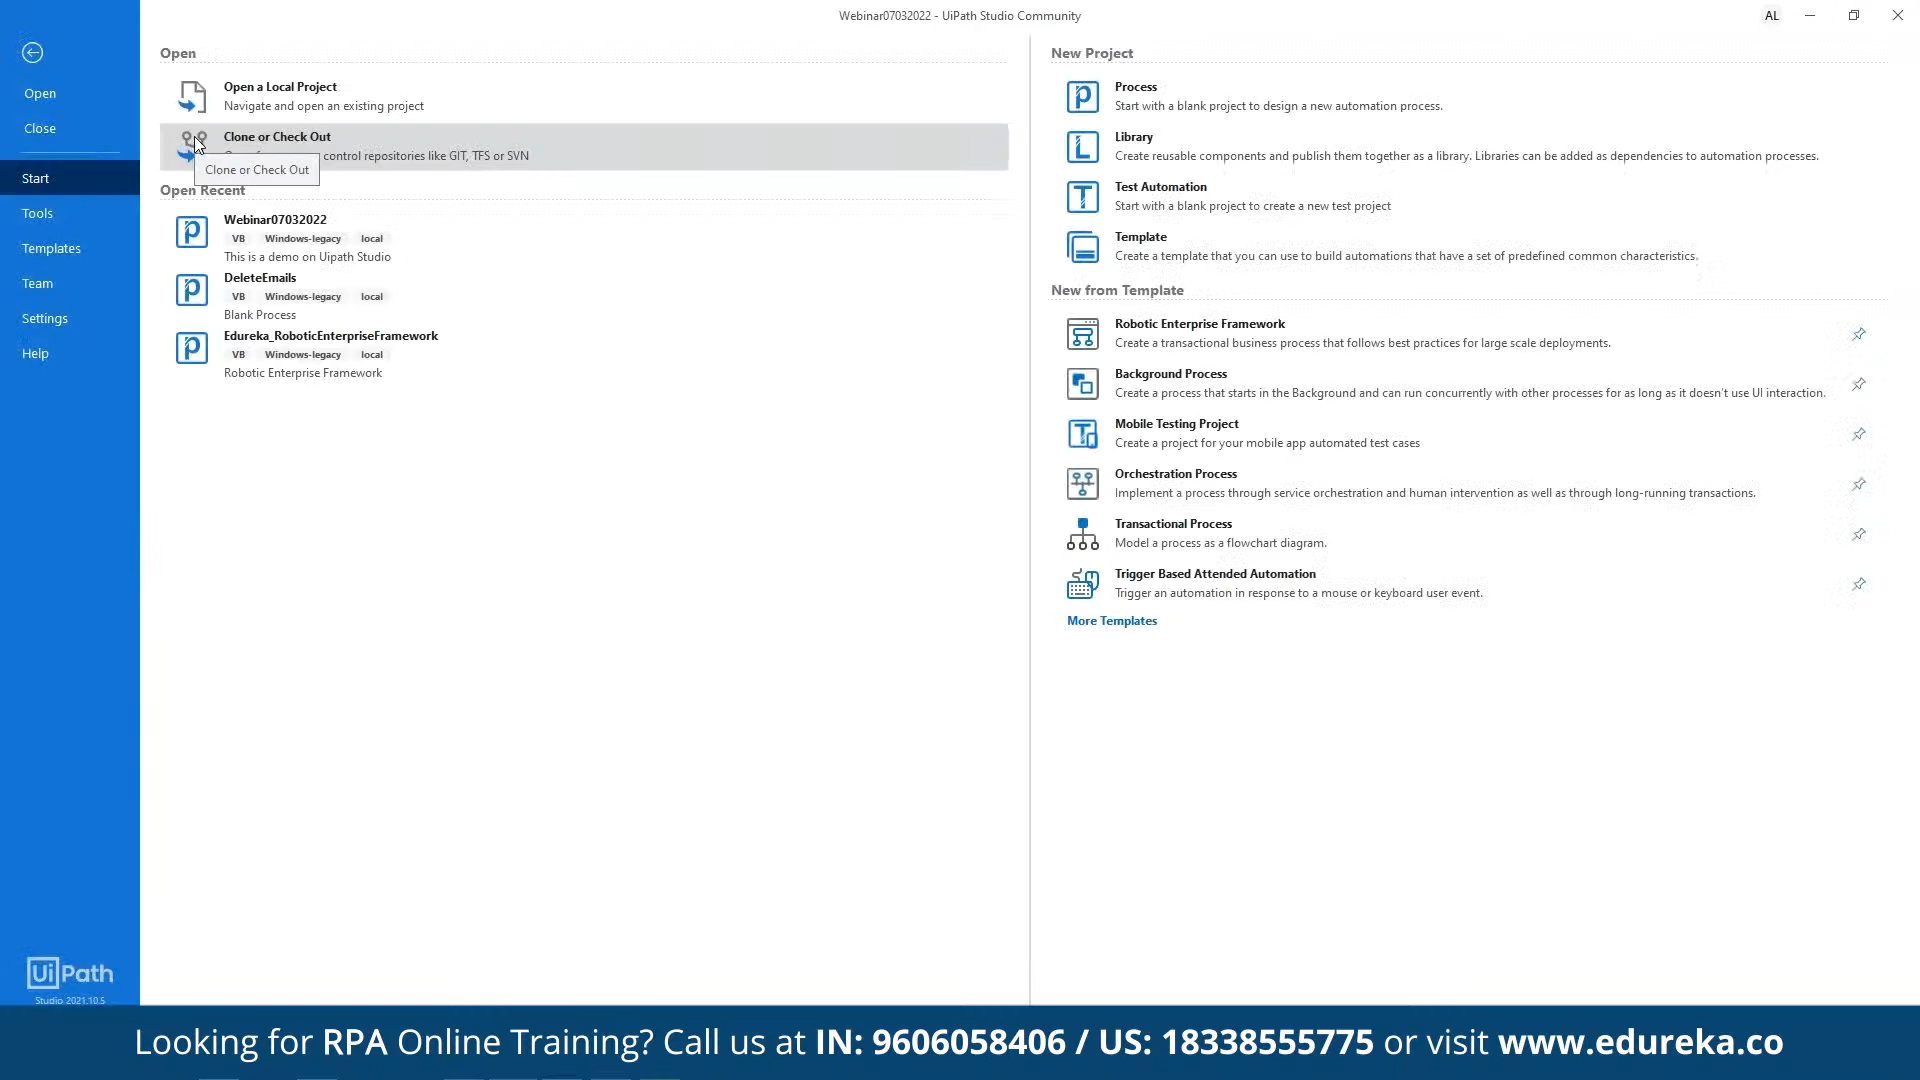 Webinar07032022 - UiPath Studio Community
AL
Open
Close
Start
Tools
Templates
Team
Settings
Help
UiPath
Studio 2021.10.5
Open
Open a Local Project
Navigate and open an existing project
Clone or Check Out
control repositories like GIT, TFS or SVN
Clone or Check Out
Open Recent
Webinar07032022
VB Windows-legacy local
This is a demo on Uipath Studio
DeleteEmails
VB Windows-legacy local
Blank Process
Edureka_RoboticEnterpriseFramework
VB Windows-legacy local
Robotic Enterprise Framework
New Project
Process
Start with a blank project to design a new automation process.
Library
Create reusable components and publish them together as a library. Libraries can be added as dependencies to automation processes.
Test Automation
Start with a blank project to create a new test project
Template
Create a template that you can use to build automations that have a set of predefined common characteristics.
New from Template
Robotic Enterprise Framework
Create a transactional business process that follows best practices for large scale deployments.
Background Process
Create a process that starts in the Background and can run concurrently with other processes for as long as it doesn't use UI interaction.
Mobile Testing Project
Create a project for your mobile app automated test cases
Orchestration Process
Implement a process through service orchestration and human intervention as well as through long-running transactions.
Transactional Process
Model a process as a flowchart diagram.
Trigger Based Attended Automation
Trigger an automation in response to a mouse or keyboard user event.
More Templates
Looking for RPA Online Training? Call us at IN: 9606058406 / US: 18338555775 or visit www.edureka.co